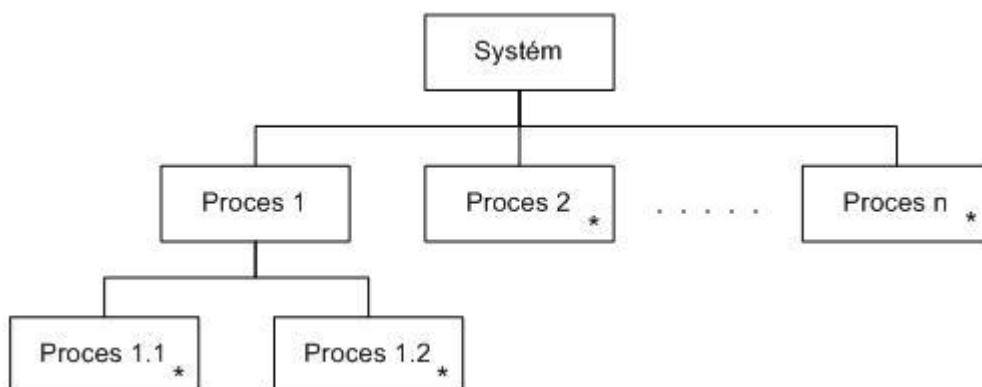 Systém
Proces 1
Proces 2
*
. . . . .
Proces n
*
Proces 1.1
*
Proces 1.2
*